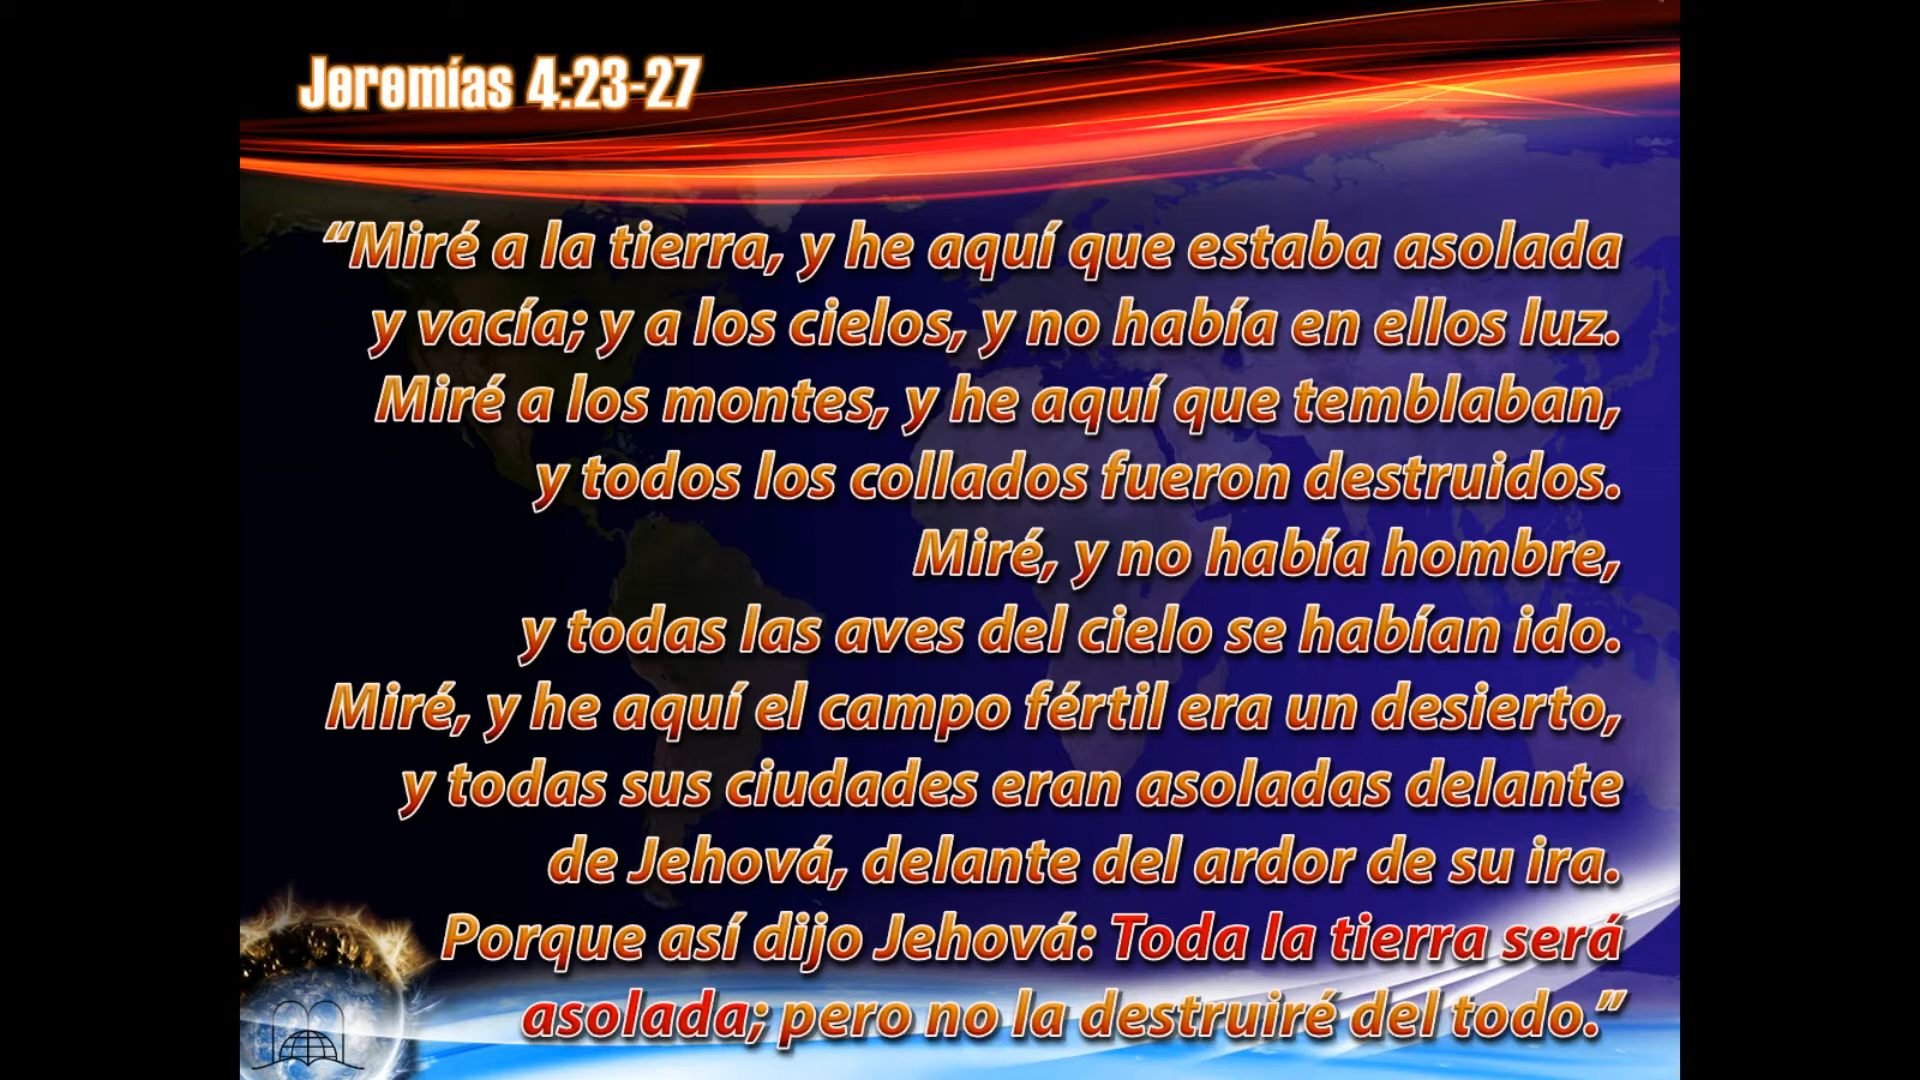 Jeremías 4:23-27
“Miré a la tierra, y he aquí que estaba asolada
y vacía; y a los cielos, y no había en ellos luz.
Miré a los montes, y he aquí que temblaban,
y todos los collados fueron destruidos.
Miré, y no había hombre,
y todas las aves del cielo se habían ido.
Miré, y he aquí el campo fértil era un desierto,
y todas sus ciudades eran asoladas delante
de Jehová, delante del ardor de su ira.
Porque así dijo Jehová: Toda la tierra será
asolada; pero no la destruiré del todo.”